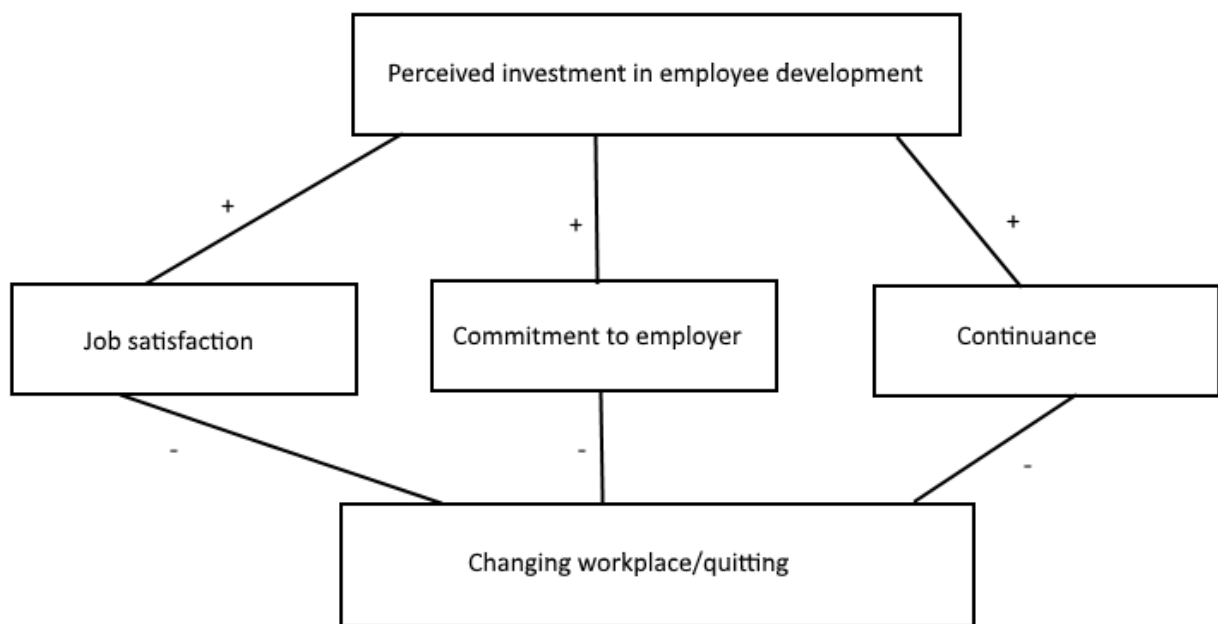 Perceived investment in employee development
+
+
+
Job satisfaction
Commitment to employer
Continuance
-
-
-
Changing workplace/quitting